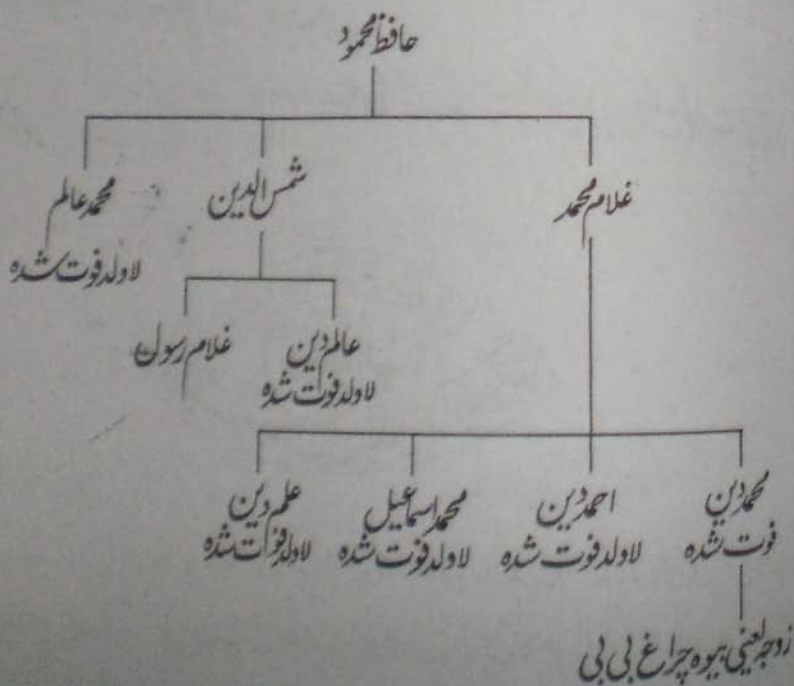 حافظ محمود
غلام محمد
شمس الدین
محمد عالم
لاولد فوت شدہ
عالم دین
لاولد فوت شدہ
غلام رسول
محمد دین
فوت شدہ
احمد دین
لاولد فوت شدہ
محمد اسماعیل
لاولد فوت شدہ
علم دین
لاولد فوت شدہ
زوجہ یعنی بیوہ چراغ بی بی